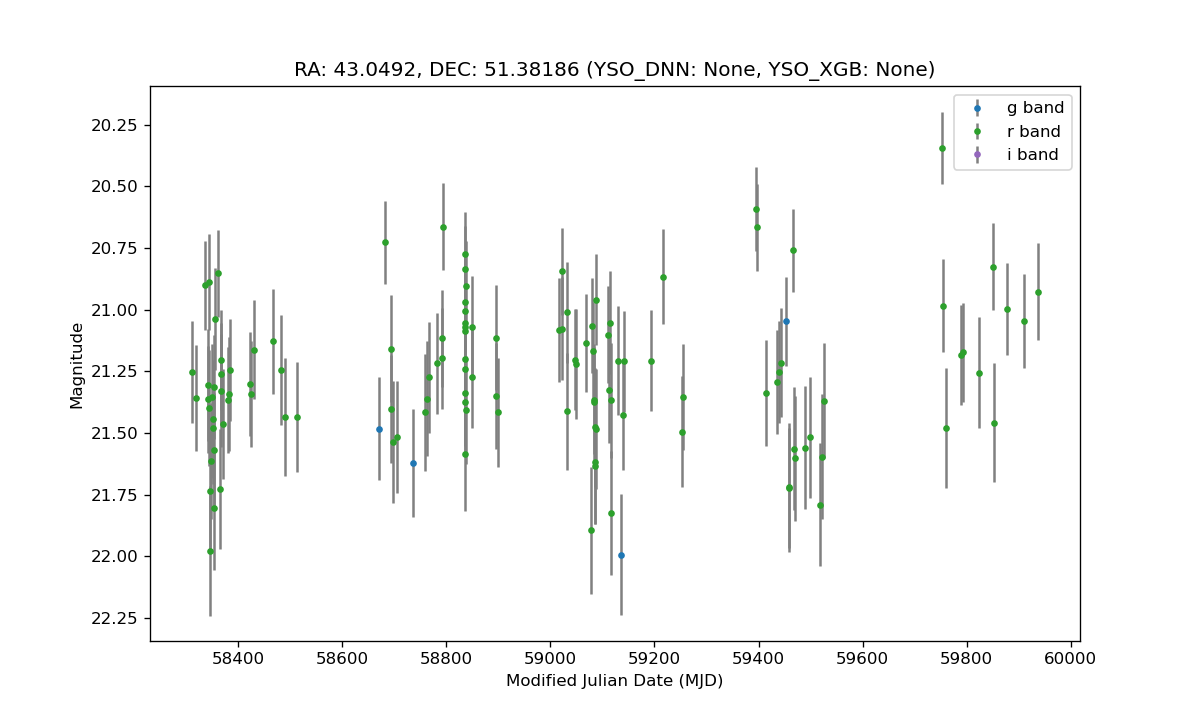 RA: 43.0492, DEC: 51.38186 (YSO_DNN: None, YSO_XGB: None)
g band
r band
i band
20.25
20.50
20.75
21.00
21.25
21.50
21.75
22.00
22.25
Magnitude
58400 58600 58800 59000 59200 59400 59600 59800 60000
Modified Julian Date (MJD)